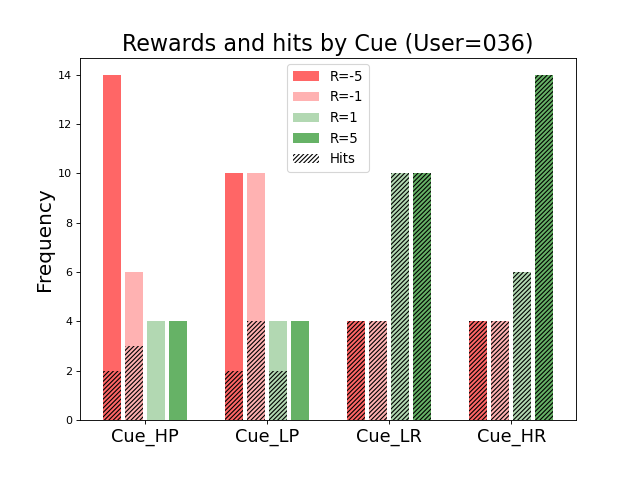 Rewards and hits by Cue (User=036)
R=-5
R=-1
R=1
R=5
Hits
Frequency
14
12
10
8
6
4
2
0
Cue_HP
Cue_LP
Cue_LR
Cue_HR